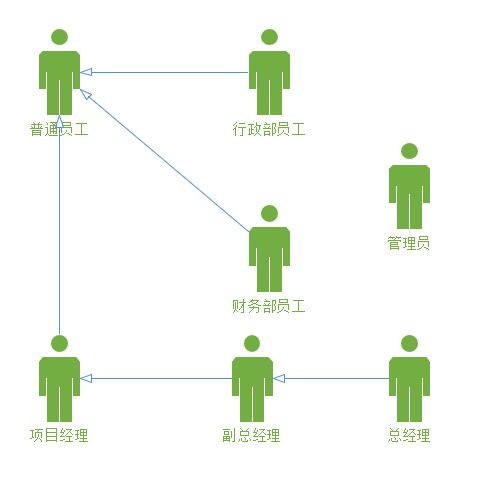 普通员工
行政部员工
管理员
财务部员工
项目经理
副总经理
总经理